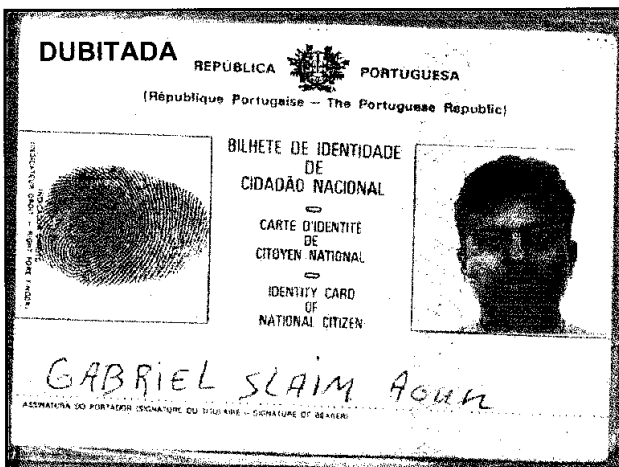 DUBITADA
REPÚBLICA PORTUGUESA
(République Portugaise – The Portuguese Republic)
BILHETE DE IDENTIDADE
DE
CIDADÃO NACIONAL
CARTE D'IDENTITÉ
DE
CITOYEN NATIONAL
IDENTITY CARD
OF
NATIONAL CITIZEN
GABRIEL SLAIM AOUN
ASSINATURA DO PORTADOR (SIGNATURE DU TITULAIRE – SIGNATURE OF BEARER)